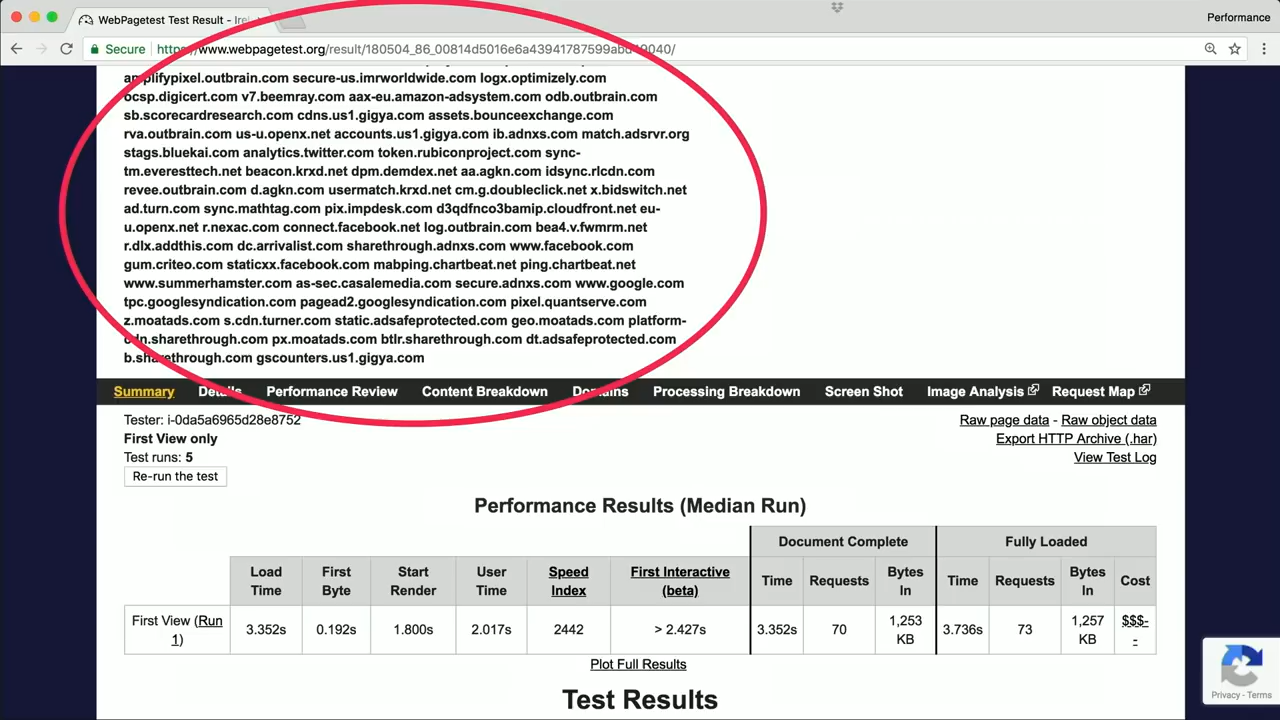 WebPageTest Test Result - Ire
Performance
Secure https://www.webpagetest.org/result/180504_86_00814d5016e6a43941787599ab 9040/
amplifypixel.outbrain.com secure-us.imrworldwide.com logx.optimizely.com
ocsp.digicert.com v7.beemray.com aax-eu.amazon-adsystem.com odb.outbrain.com
sb.scorecardresearch.com cdns.us1.gigya.com assets.bounceexchange.com
rva.outbrain.com us-u.openx.net accounts.us1.gigya.com ib.adnxs.com match.adsrvr.org
stags.bluekai.com analytics.twitter.com token.rubiconproject.com sync-
tm.everesttech.net beacon.krxd.net dpm.demdex.net aa.agkn.com idsync.rlcdn.com
revee.outbrain.com d.agkn.com usermatch.krxd.net cm.g.doubleclick.net x.bidswitch.net
ad.turn.com sync.mathtag.com pix.impdesk.com d3qdfnco3bamip.cloudfront.net eu-
u.openx.net r.nexac.com connect.facebook.net log.outbrain.com bea4.v.fwmrm.net
r.dlx.addthis.com dc.arrivalist.com sharethrough.adnxs.com www.facebook.com
gum.criteo.com staticxx.facebook.com mabping.chartbeat.net ping.chartbeat.net
www.summerhamster.com as-sec.casalemedia.com secure.adnxs.com www.google.com
tpc.googlesyndication.com pagead2.googlesyndication.com pixel.quantserve.com
z.moatads.com s.cdn.turner.com static.adsafeprotected.com geo.moatads.com platform-
cdn.sharethrough.com px.moatads.com btlr.sharethrough.com dt.adsafeprotected.com
b.sharethrough.com gscounters.us1.gigya.com
Summary Details Performance Review Content Breakdown Domains Processing Breakdown Screen Shot Image Analysis Request Map
Tester: i-0da5a6965d28e8752
Raw page data - Raw object data
First View only
Export HTTP Archive (.har)
Test runs: 5
View Test Log
Re-run the test
Performance Results (Median Run)
Document Complete Fully Loaded
Load Time First Byte Start Render User Time Speed Index First Interactive (beta) Time Requests Bytes In Time Requests Bytes In Cost
First View (Run 1) 3.352s 0.192s 1.800s 2.017s 2442 > 2.427s 3.352s 70 1,253 KB 3.736s 73 1,257 KB $$$--
Plot Full Results
Test Results
Privacy - Terms